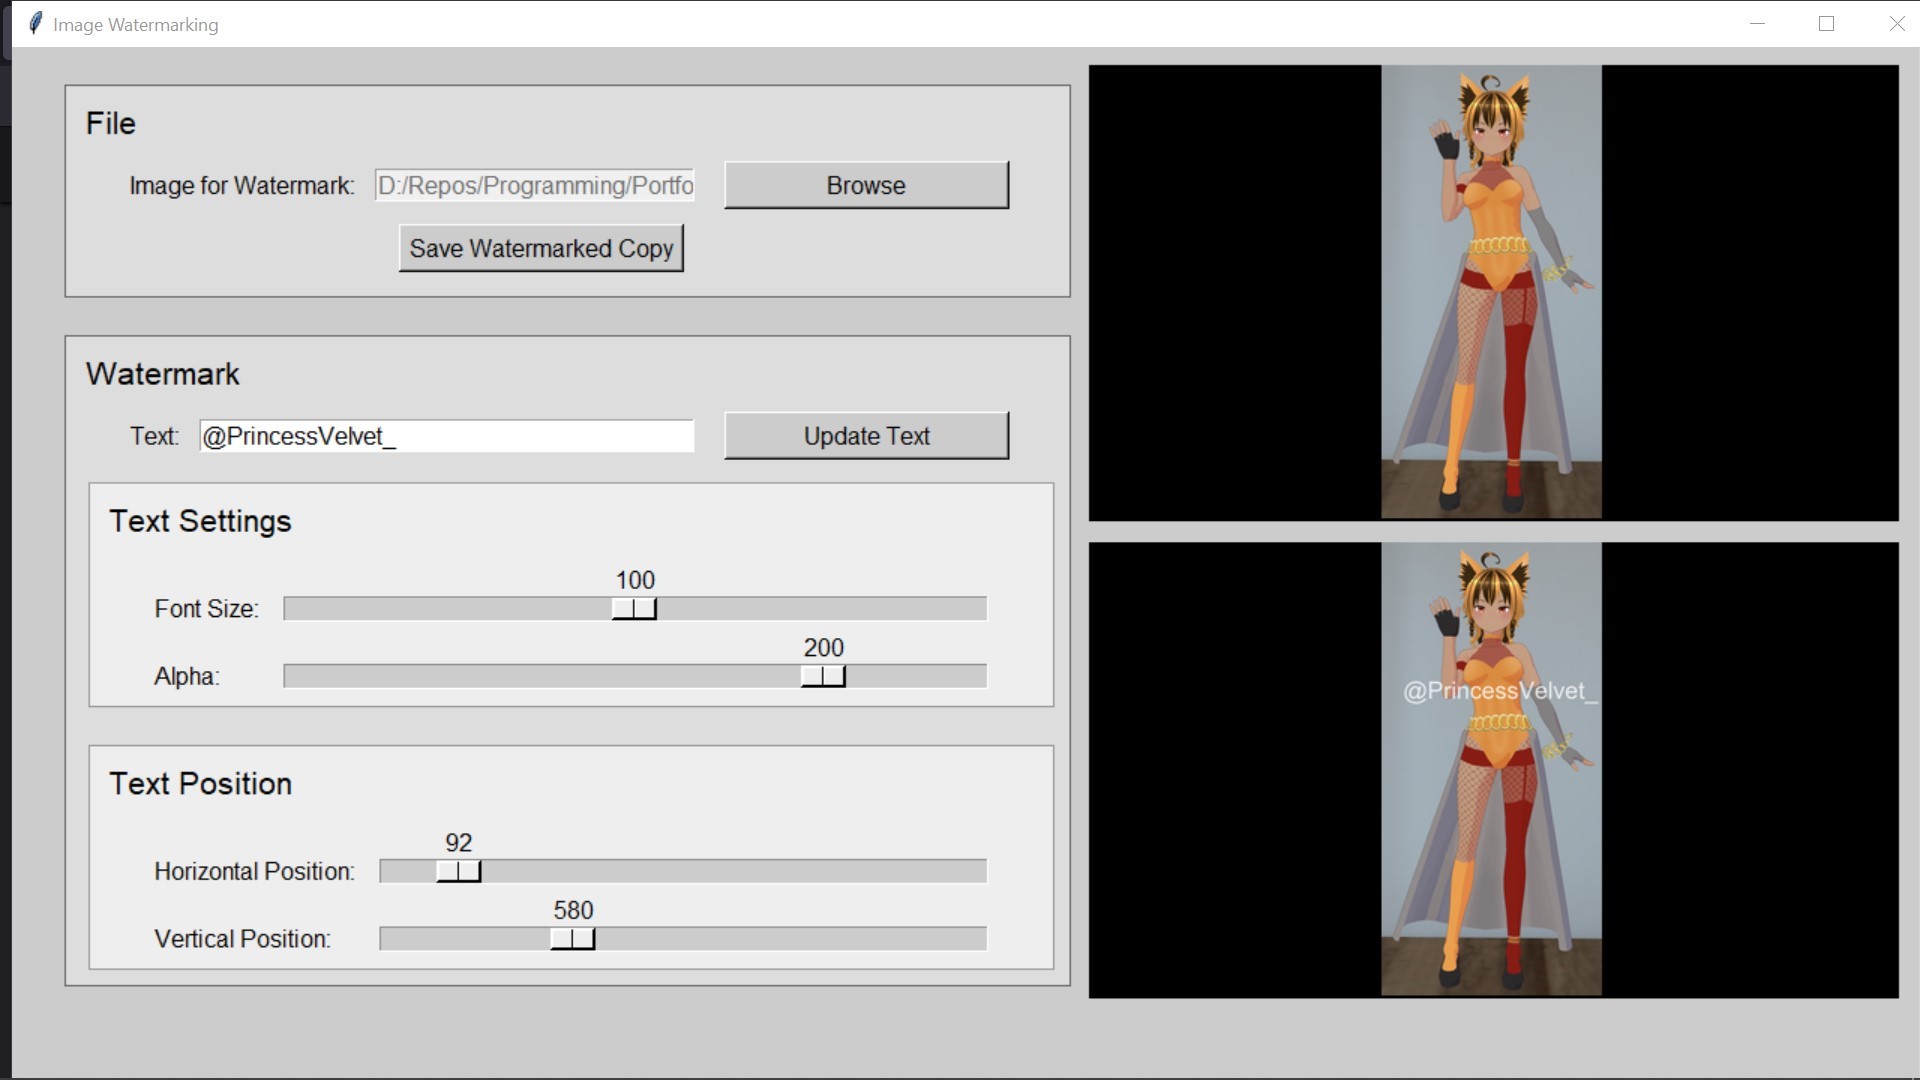 Image Watermarking
File
Image for Watermark: D:/Repos/Programming/Portfo Browse
Save Watermarked Copy
Watermark
Text: @PrincessVelvet_ Update Text
Text Settings
100
Font Size:
200
Alpha:
Text Position
92
Horizontal Position:
580
Vertical Position:
@PrincessVelvet_